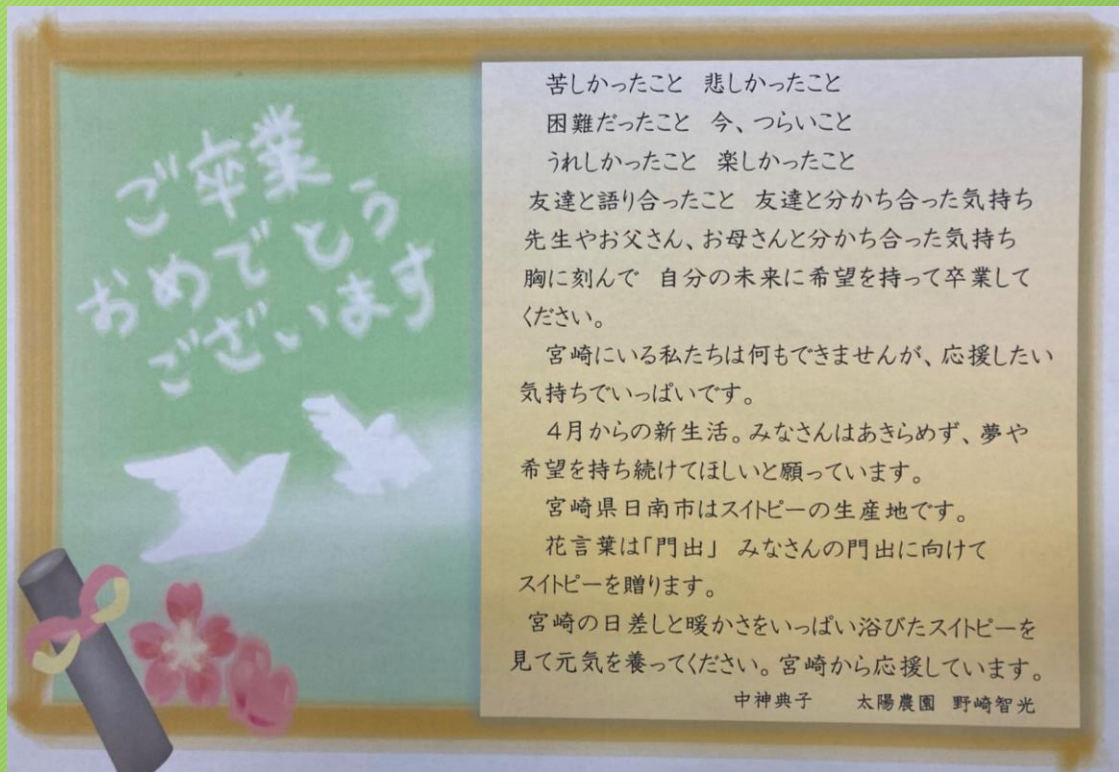 ご卒業
おめでとう
ございます
苦しかったこと 悲しかったこと
困難だったこと 今、つらいこと
うれしかったこと 楽しかったこと
友達と語り合ったこと 友達と分かち合った気持ち
先生やお父さん、お母さんと分かち合った気持ち
胸に刻んで 自分の未来に希望を持って卒業して
ください。
宮崎にいる私たちは何もできませんが、応援したい
気持ちでいっぱいです。
4月からの新生活。みなさんはあきらめず、夢や
希望を持ち続けてほしいと願っています。
宮崎県日南市はスイトピーの生産地です。
花言葉は「門出」 みなさんの門出に向けて
スイトピーを贈ります。
宮崎の日差しと暖かさをいっぱい浴びたスイトピーを
見て元気を養ってください。宮崎から応援しています。
中神典子 太陽農園 野崎智光